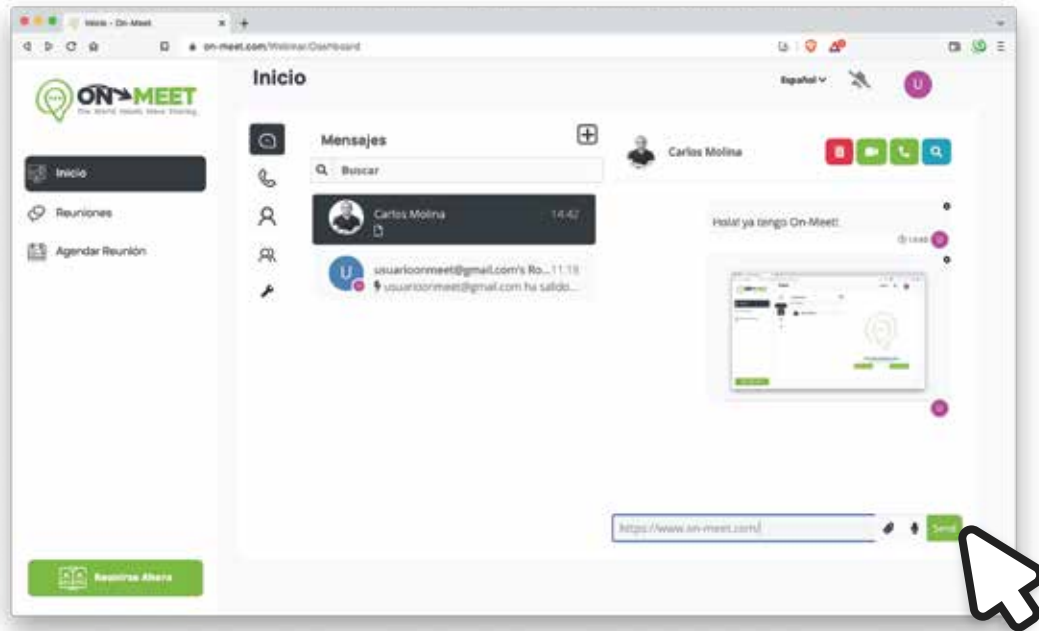 Inicio - On-Meet
on-meet.com/Webinar/Dashboard
ON MEET
Inicio
Español
U
Inicio
Reuniones
Agendar Reunión
Mensajes
Buscar
Carlos Molina 14:42
U usuarioonmeet@gmail.com's Ro... 11:18
usuarioonmeet@gmail.com ha salido...
Carlos Molina
Hola! ya tengo On-Meet!
U
U
https://www.on-meet.com/
Send
Reunirse Ahora